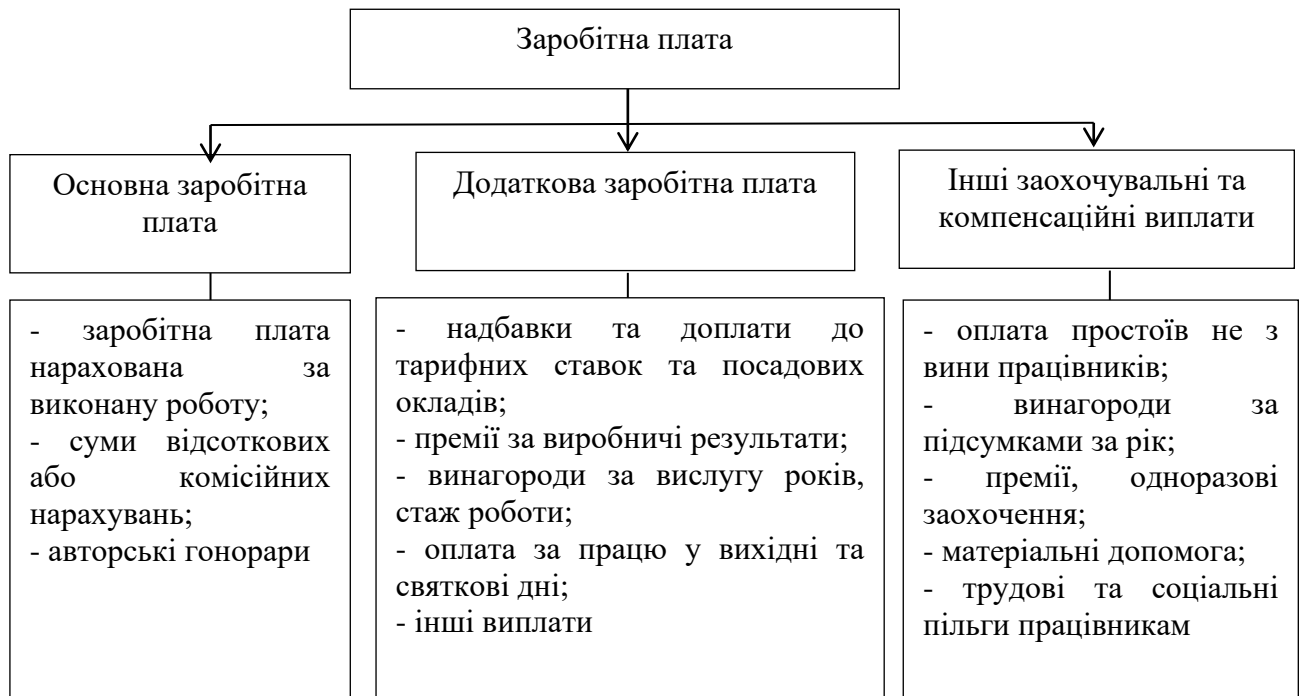 Заробітна плата
Основна заробітна
плата
Додаткова заробітна плата
Інші заохочувальні та
компенсаційні виплати
- заробітна плата
нарахована за
виконану роботу;
- суми відсоткових
або комісійних
нарахувань;
- авторські гонорари
- надбавки та доплати до
тарифних ставок та посадових
окладів;
- премії за виробничі результати;
- винагороди за вислугу років,
стаж роботи;
- оплата за працю у вихідні та
святкові дні;
- інші виплати
- оплата простоїв не з
вини працівників;
- винагороди за
підсумками за рік;
- премії, одноразові
заохочення;
- матеріальні допомога;
- трудові та соціальні
пільги працівникам